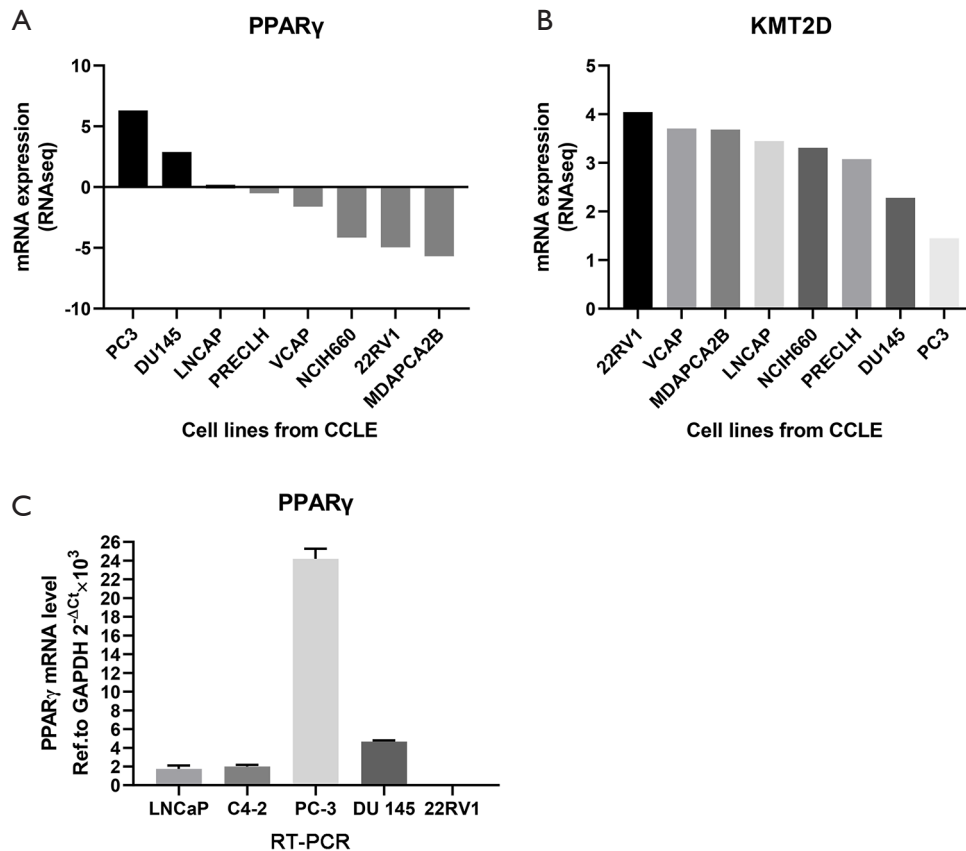 A
PPARγ
mRNA expression
(RNAseq)
10
5
0
-5
-10
PC3
DU145
LNCAP
PRECLH
VCAP
NCIH660
22RV1
MDAPCA2B
Cell lines from CCLE
B
KMT2D
mRNA expression
(RNAseq)
5
4
3
2
1
0
22RV1
VCAP
MDAPCA2B
LNCAP
NCIH660
PRECLH
DU145
PC3
Cell lines from CCLE
C
PPARγ
PPARγ mRNA level
Ref.to GAPDH 2^-ΔCt×10^3
26
24
22
20
18
16
14
12
10
8
6
4
2
0
LNCaP C4-2 PC-3 DU 145 22RV1
RT-PCR